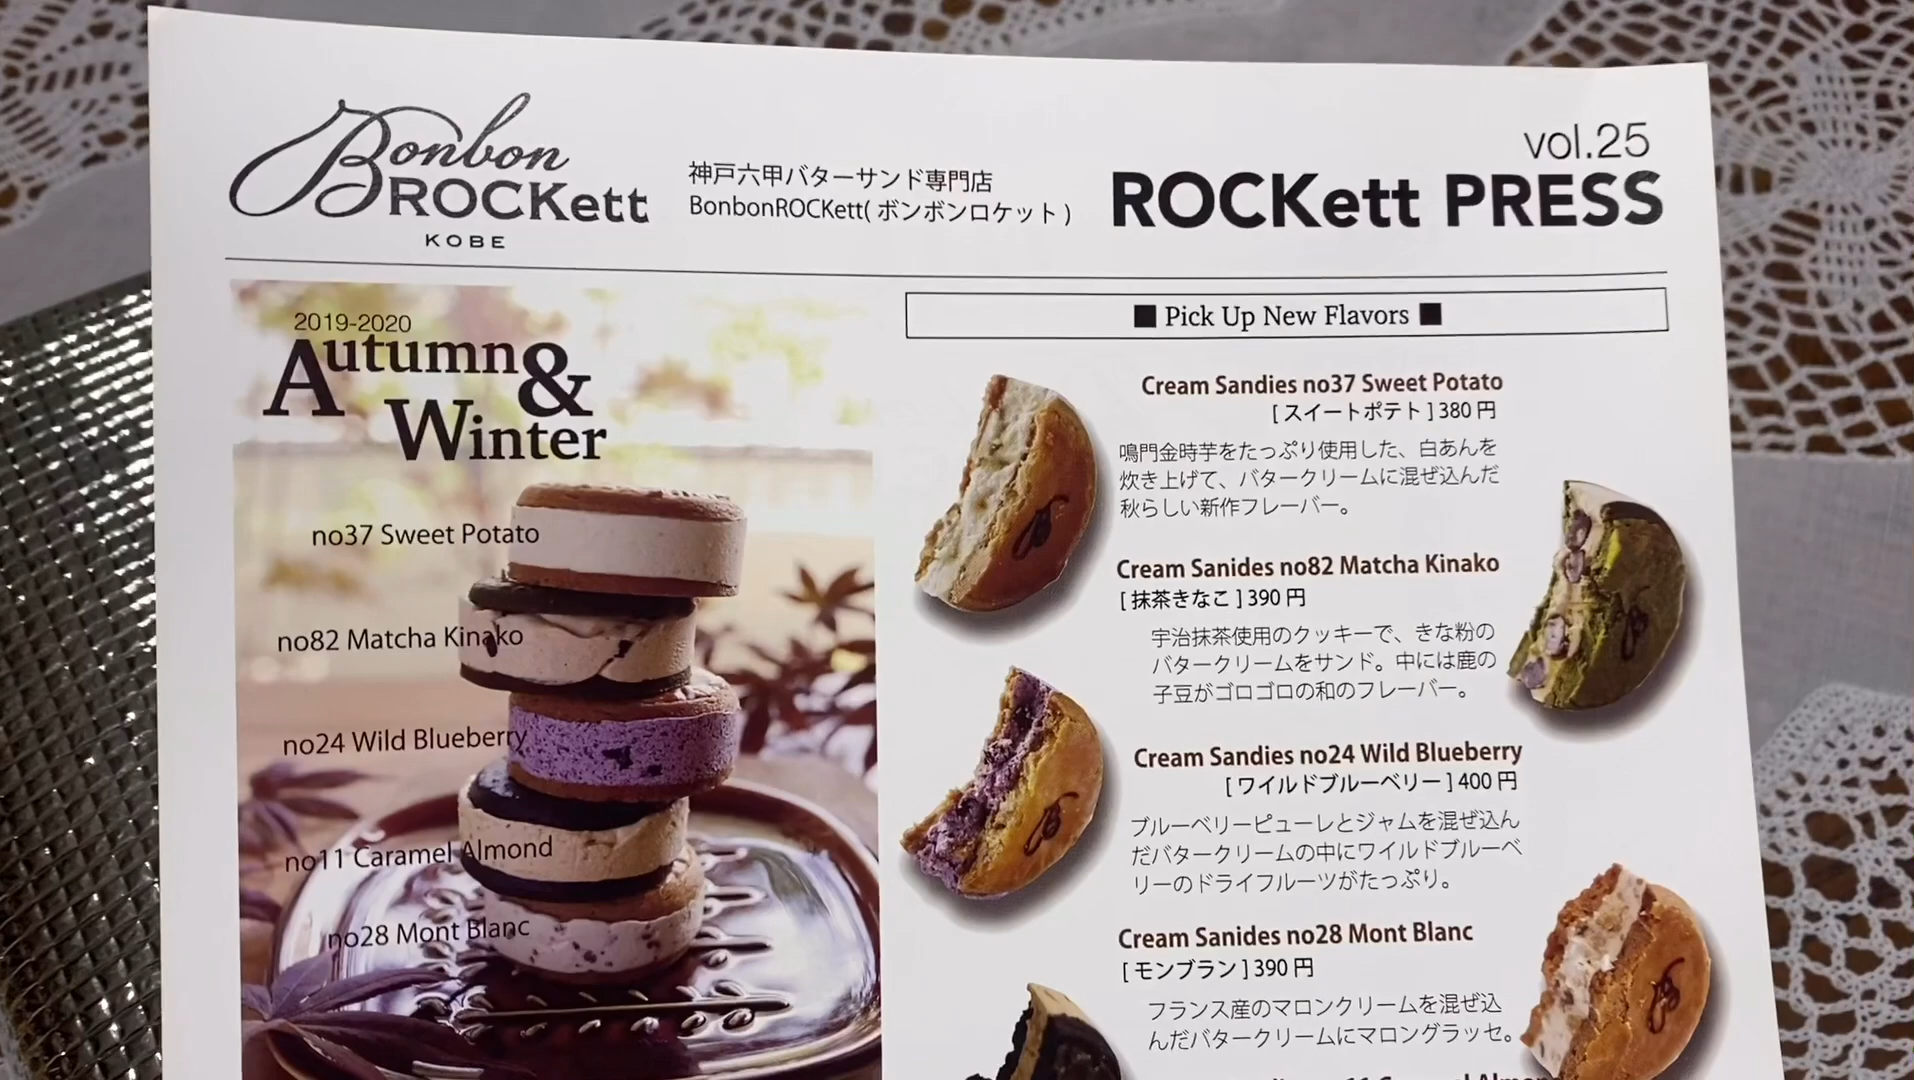 Bonbon
ROCKett
KOBE
神戸六甲バターサンド専門店
BonbonROCKett( ボンボンロケット )
vol.25
ROCKett PRESS
2019-2020
Autumn &
Winter
no37 Sweet Potato
no82 Matcha Kinako
no24 Wild Blueberry
no11 Caramel Almond
no28 Mont Blanc
■ Pick Up New Flavors ■
Cream Sandies no37 Sweet Potato
[ スイートポテト ] 380 円
鳴門金時芋をたっぷり使用した、白あんを
炊き上げて、バタークリームに混ぜ込んだ
秋らしい新作フレーバー。
Cream Sanides no82 Matcha Kinako
[ 抹茶きなこ ] 390 円
宇治抹茶使用のクッキーで、きな粉の
バタークリームをサンド。中には鹿の
子豆がゴロゴロの和のフレーバー。
Cream Sandies no24 Wild Blueberry
[ ワイルドブルーベリー ] 400 円
ブルーベリーピューレとジャムを混ぜ込ん
だバタークリームの中にワイルドブルーベ
リーのドライフルーツがたっぷり。
Cream Sanides no28 Mont Blanc
[ モンブラン ] 390 円
フランス産のマロンクリームを混ぜ込
んだバタークリームにマロングラッセ。